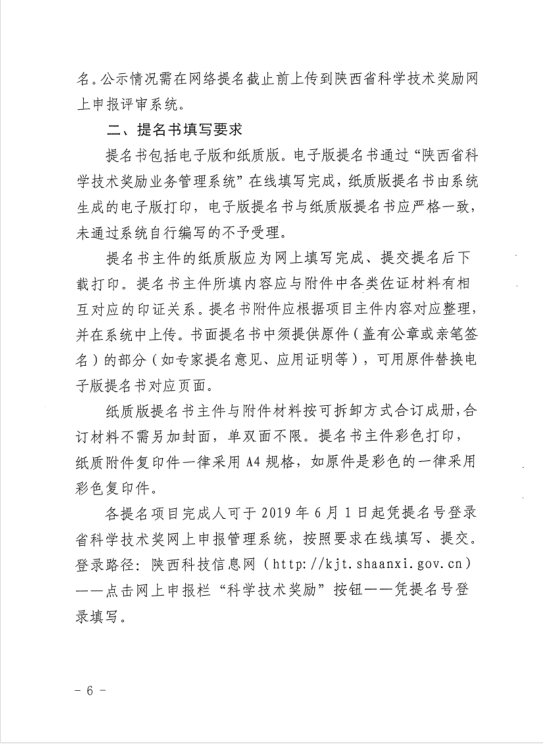 名。公示情况需在网络提名截止前上传到陕西省科学技术奖励网
上申报评审系统。
二、提名书填写要求
提名书包括电子版和纸质版。电子版提名书通过“陕西省科
学技术奖励业务管理系统”在线填写完成，纸质版提名书由系统
生成的电子版打印，电子版提名书与纸质版提名书应严格一致，
未通过系统自行编写的不予受理。
提名书主件的纸质版应为网上填写完成、提交提名后下
载打印。提名书主件所填内容应与附件中各类佐证材料有相
互对应的印证关系。提名书附件应根据项目主件内容对应整理，
并在系统中上传。书面提名书中须提供原件（盖有公章或亲笔签
名）的部分（如专家提名意见、应用证明等），可用原件替换电
子版提名书对应页面。
纸质版提名书主件与附件材料按可拆卸方式合订成册，合
订材料不需另加封面，单双面不限。提名书主件彩色打印，
纸质附件复印件一律采用 A4 规格，如原件是彩色的一律采用
彩色复印件。
各提名项目完成人可于 2019 年 6 月 1 日起凭提名号登录
省科学技术奖网上申报管理系统，按照要求在线填写、提交。
登录路径：陕西科技信息网（http://kjt.shaanxi.gov.cn）
——点击网上申报栏“科学技术奖励”按钮——凭提名号登
录填写。
- 6 -